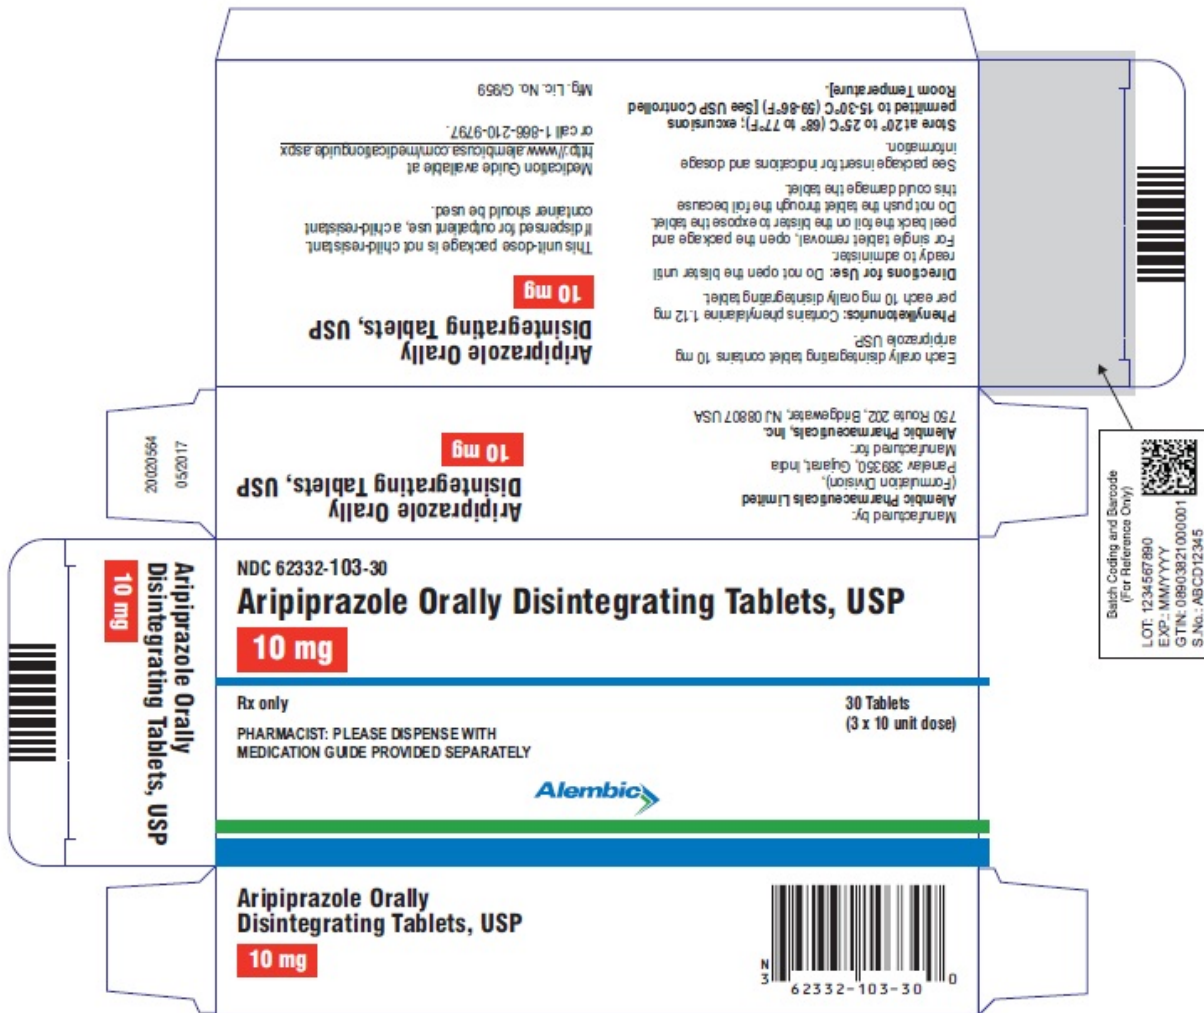 Mfg. Lic. No. G/959
Medication Guide available at
http://www.alembicusa.com/medicationguide.aspx
or call 1-866-210-9797.
This unit-dose package is not child-resistant.
If dispensed for outpatient use, a child-resistant
container should be used.
Aripiprazole Orally
Disintegrating Tablets, USP
10 mg
Each orally disintegrating tablet contains 10 mg
aripiprazole USP.
Phenylketonurics: Contains phenylalanine 1.12 mg
per each 10 mg orally disintegrating tablet.
Directions for Use: Do not open the blister until
ready to administer.
For single tablet removal, open the package and
peel back the foil on the blister to expose the tablet.
Do not push the tablet through the foil because
this could damage the tablet.
See package insert for indications and dosage
information.
Store at 20° to 25°C (68° to 77°F); excursions
permitted to 15-30°C (59-86°F) [See USP Controlled
Room Temperature].
20020564
05/2017
Aripiprazole Orally
Disintegrating Tablets, USP
10 mg
Manufactured by:
Alembic Pharmaceuticals Limited
(Formulation Division),
Panelav 389350, Gujarat, India
Manufactured for:
Alembic Pharmaceuticals, Inc.
750 Route 202, Bridgewater, NJ 08807 USA
Batch Coding and Barcode
(For Reference Only)
LOT: 1234567890
EXP.: MM/YYYY
GTIN: 08903821000001
S.No.: ABCD12345
Aripiprazole Orally
Disintegrating Tablets, USP
10 mg
NDC 62332-103-30
Aripiprazole Orally Disintegrating Tablets, USP
10 mg
Rx only
30 Tablets
(3 x 10 unit dose)
PHARMACIST: PLEASE DISPENSE WITH
MEDICATION GUIDE PROVIDED SEPARATELY
Alembic
Aripiprazole Orally
Disintegrating Tablets, USP
10 mg
N
3 62332-103-30 0